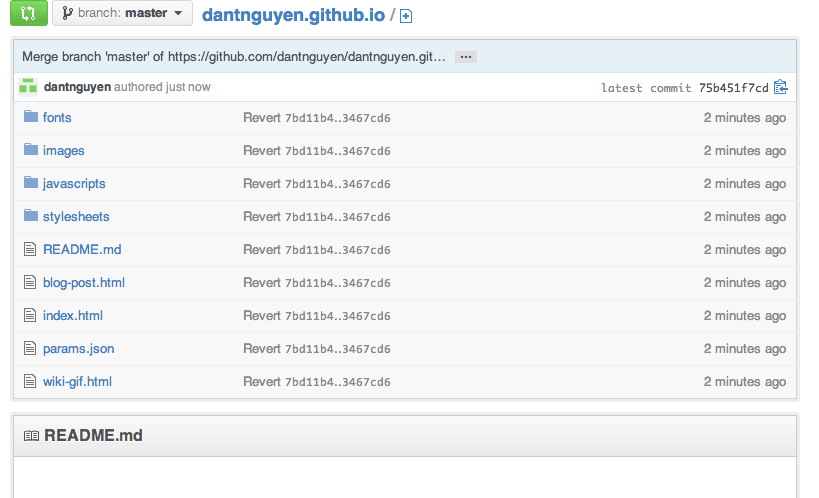 branch: master dantnguyen.github.io /
Merge branch 'master' of https://github.com/dantnguyen/dantnguyen.git… …
dantnguyen authored just now latest commit 75b451f7cd
fonts Revert 7bd11b4..3467cd6 2 minutes ago
images Revert 7bd11b4..3467cd6 2 minutes ago
javascripts Revert 7bd11b4..3467cd6 2 minutes ago
stylesheets Revert 7bd11b4..3467cd6 2 minutes ago
README.md Revert 7bd11b4..3467cd6 2 minutes ago
blog-post.html Revert 7bd11b4..3467cd6 2 minutes ago
index.html Revert 7bd11b4..3467cd6 2 minutes ago
params.json Revert 7bd11b4..3467cd6 2 minutes ago
wiki-gif.html Revert 7bd11b4..3467cd6 2 minutes ago
README.md